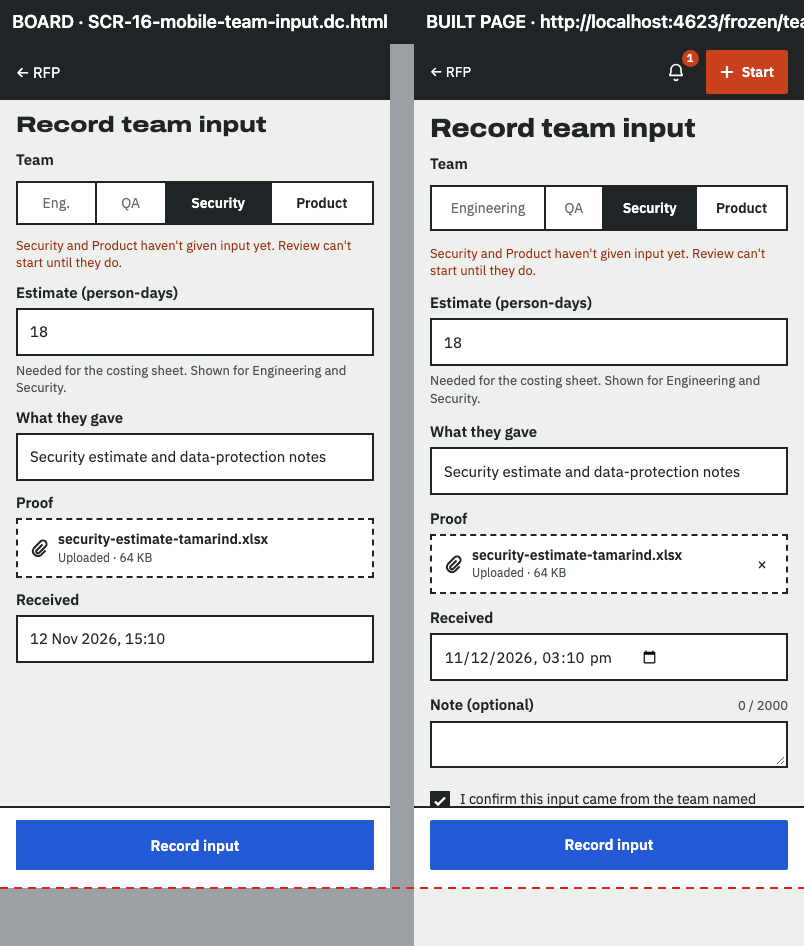 BOARD · SCR-16-mobile-team-input.dc.html
← RFP
Record team input
Team
Eng.
QA
Security
Product
Security and Product haven't given input yet. Review can't
start until they do.
Estimate (person-days)
18
Needed for the costing sheet. Shown for Engineering and
Security.
What they gave
Security estimate and data-protection notes
Proof
security-estimate-tamarind.xlsx
Uploaded · 64 KB
Received
12 Nov 2026, 15:10
Record input
BUILT PAGE · http://localhost:4623/frozen/tea
← RFP
1
+ Start
Record team input
Team
Engineering
QA
Security
Product
Security and Product haven't given input yet. Review can't
start until they do.
Estimate (person-days)
18
Needed for the costing sheet. Shown for Engineering and
Security.
What they gave
Security estimate and data-protection notes
Proof
security-estimate-tamarind.xlsx
Uploaded · 64 KB
×
Received
11/12/2026, 03:10 pm
Note (optional)
0 / 2000
I confirm this input came from the team named
Record input